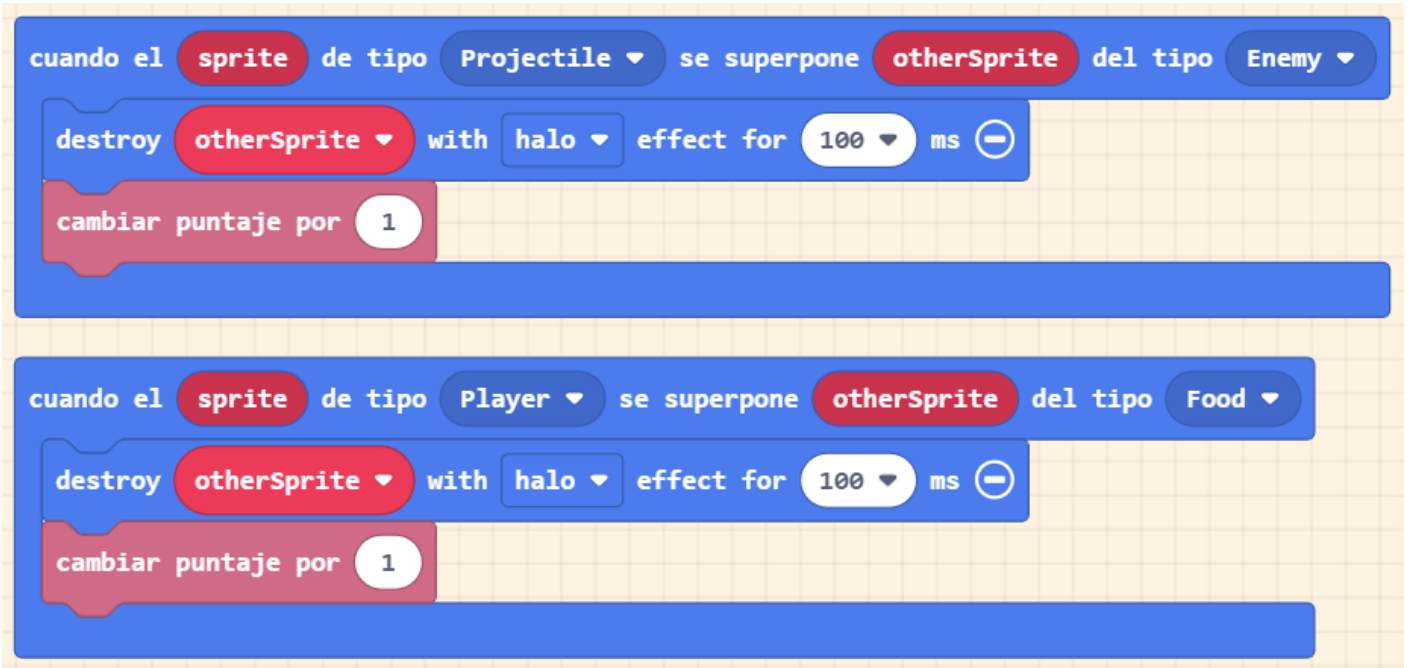 cuando el sprite de tipo Projectile se superpone otherSprite del tipo Enemy
destroy otherSprite with halo effect for 100 ms
cambiar puntaje por 1
cuando el sprite de tipo Player se superpone otherSprite del tipo Food
destroy otherSprite with halo effect for 100 ms
cambiar puntaje por 1